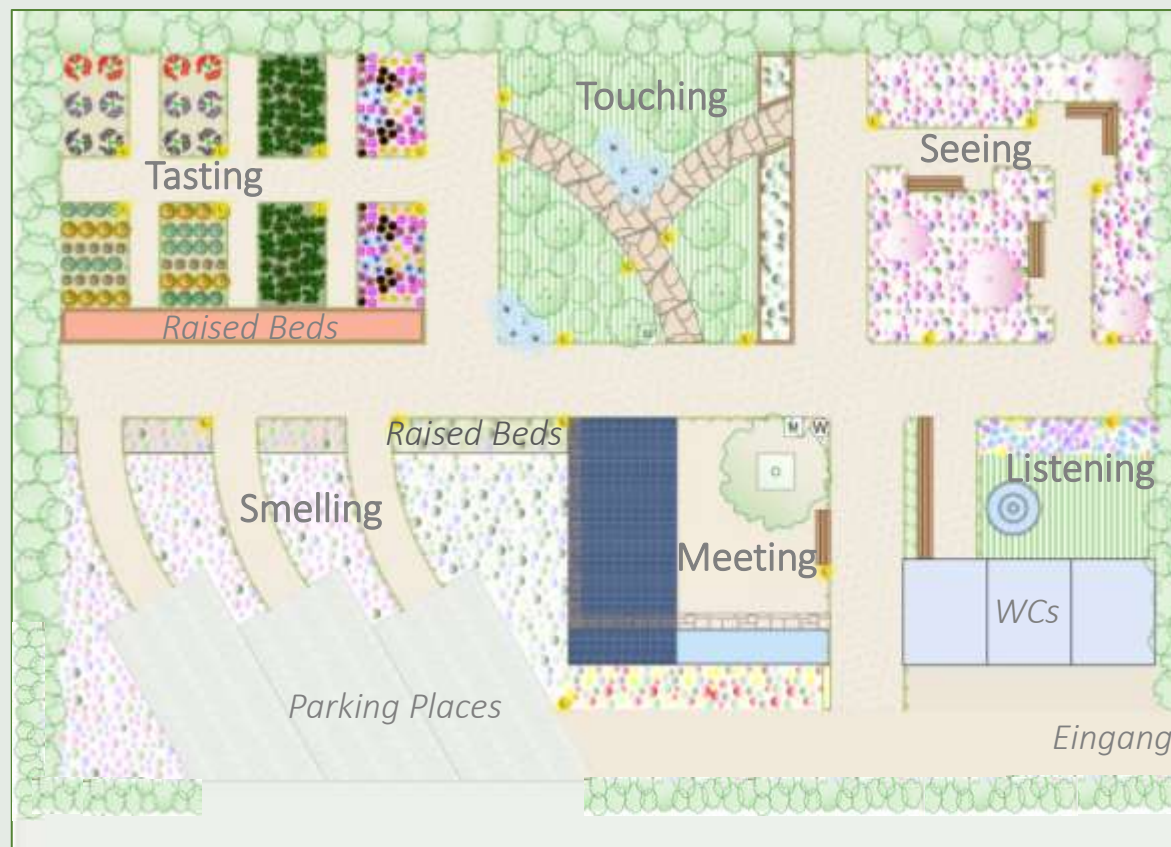 Touching
Seeing
Tasting
Raised Beds
Raised Beds
Listening
Smelling
Meeting
WCs
Parking Places
Eingang
M
W